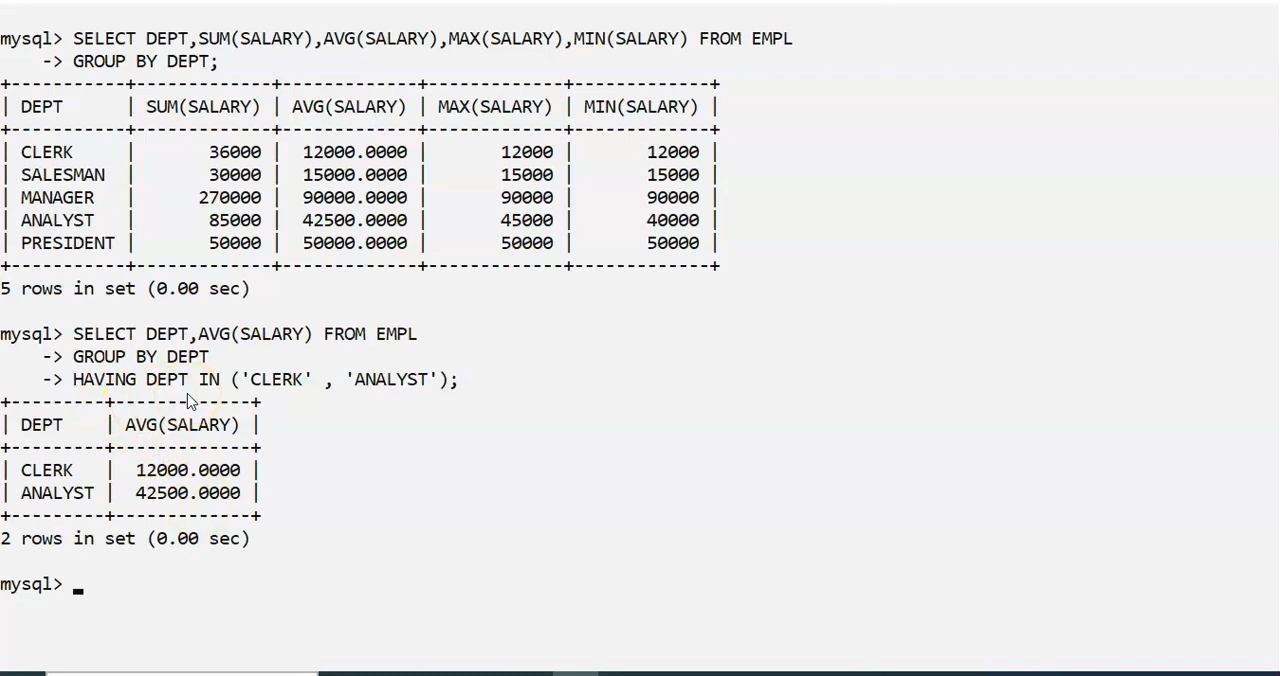 mysql> SELECT DEPT,SUM(SALARY),AVG(SALARY),MAX(SALARY),MIN(SALARY) FROM EMPL
    -> GROUP BY DEPT;
+-----------+-------------+-------------+-------------+-------------+
| DEPT      | SUM(SALARY) | AVG(SALARY) | MAX(SALARY) | MIN(SALARY) |
+-----------+-------------+-------------+-------------+-------------+
| CLERK     |       36000 |  12000.0000 |       12000 |       12000 |
| SALESMAN  |       30000 |  15000.0000 |       15000 |       15000 |
| MANAGER   |      270000 |  90000.0000 |       90000 |       90000 |
| ANALYST   |       85000 |  42500.0000 |       45000 |       40000 |
| PRESIDENT |       50000 |  50000.0000 |       50000 |       50000 |
+-----------+-------------+-------------+-------------+-------------+
5 rows in set (0.00 sec)
mysql> SELECT DEPT,AVG(SALARY) FROM EMPL
    -> GROUP BY DEPT
    -> HAVING DEPT IN ('CLERK' , 'ANALYST');
+---------+-------------+
| DEPT    | AVG(SALARY) |
+---------+-------------+
| CLERK   |  12000.0000 |
| ANALYST |  42500.0000 |
+---------+-------------+
2 rows in set (0.00 sec)
mysql>